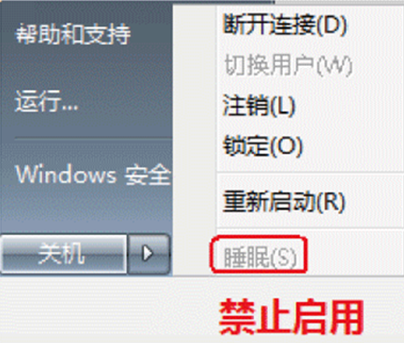 帮助和支持
运行...
Windows 安全
关机
断开连接(D)
切换用户(W)
注销(L)
锁定(O)
重新启动(R)
睡眠(S)
禁止启用